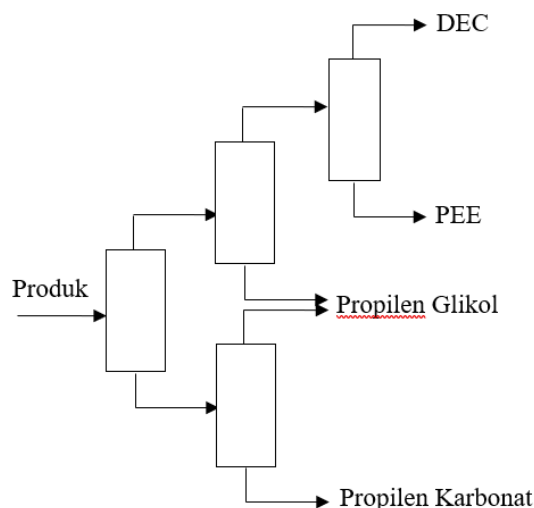 DEC
PEE
Produk
Propilen Glikol
Propilen Karbonat